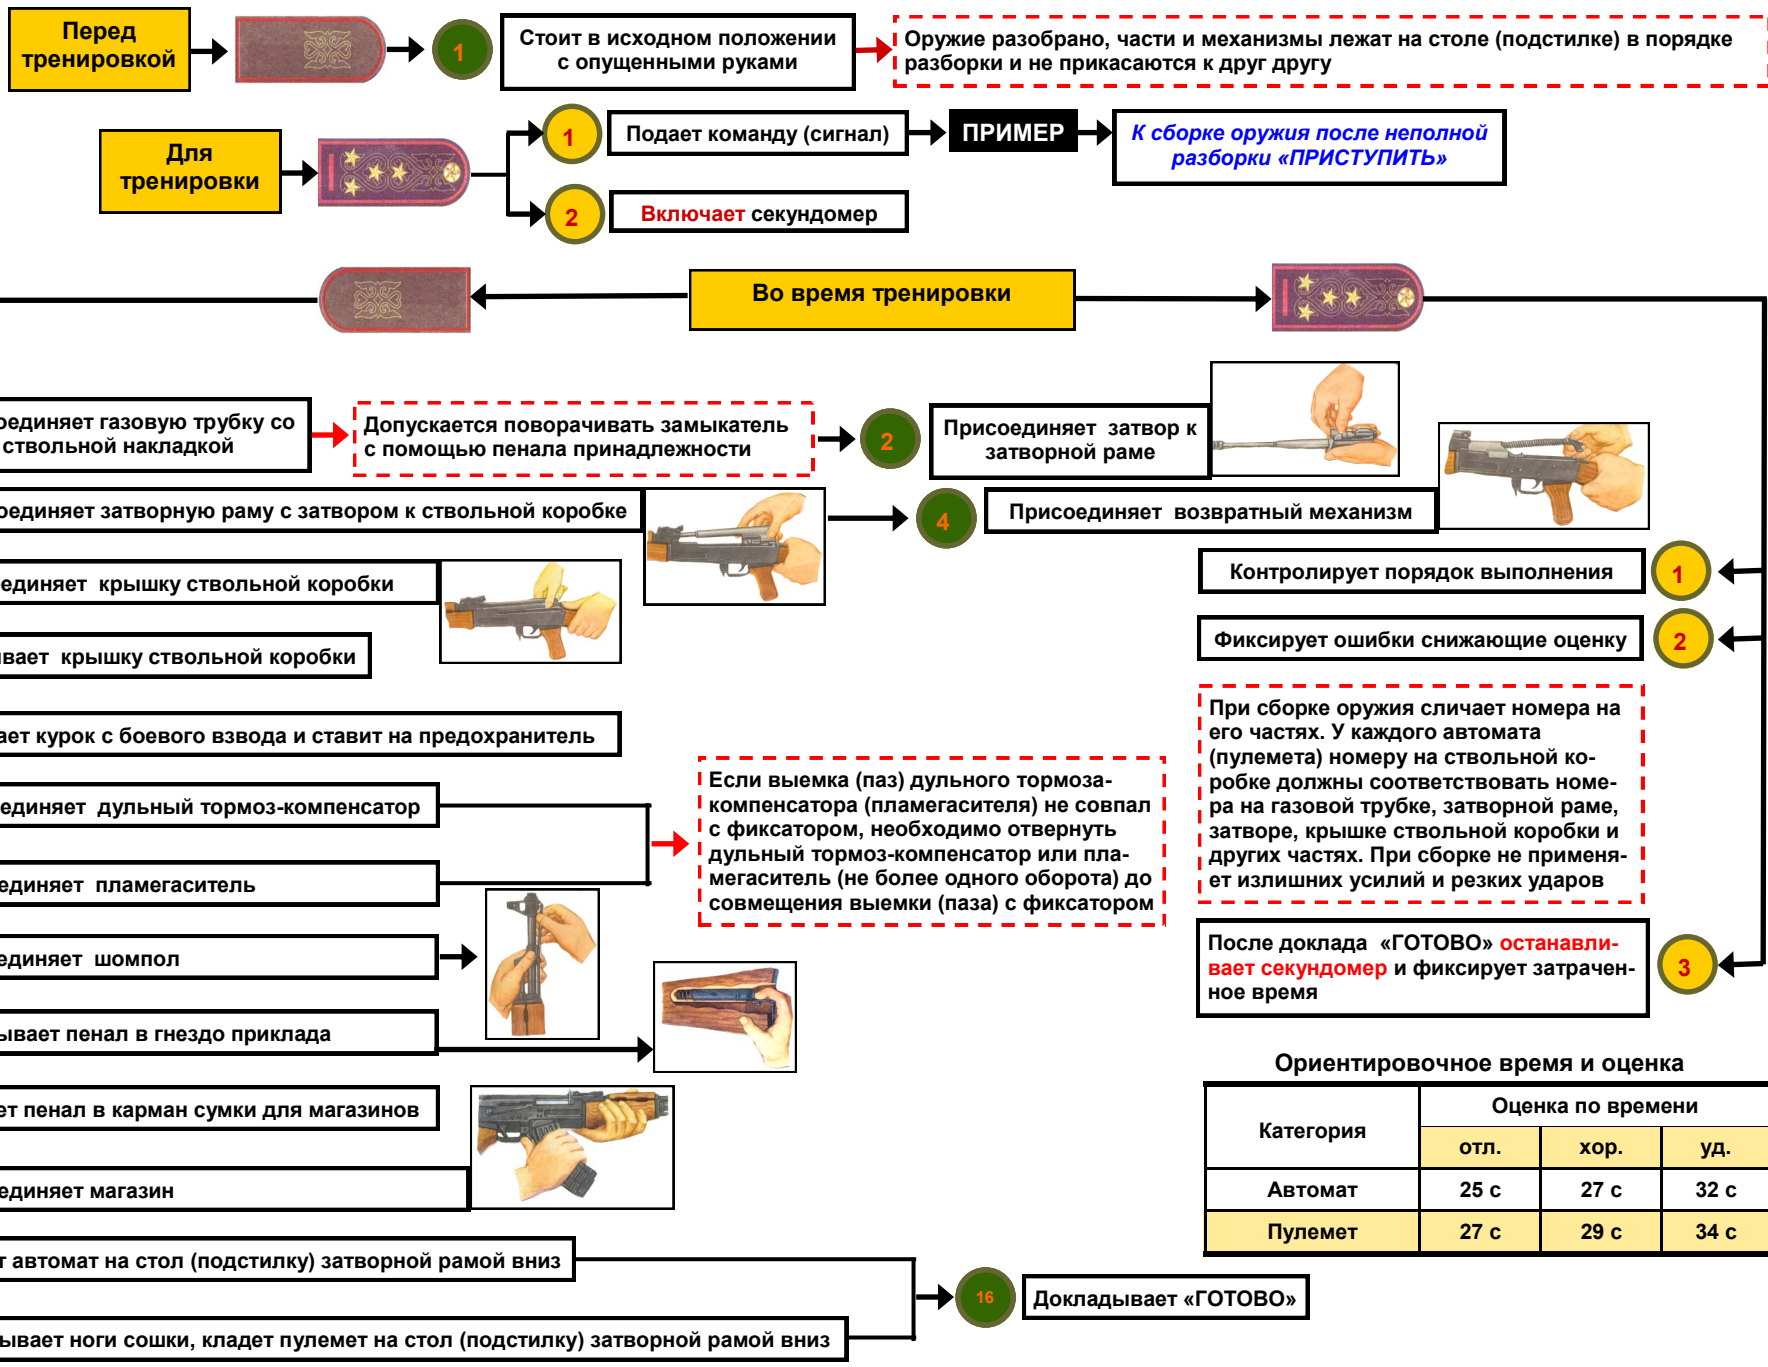 Перед
тренировкой
1
Стоит в исходном положении
с опущенными руками
Оружие разобрано, части и механизмы лежат на столе (подстилке) в порядке
разборки и не прикасаются к друг другу
Для
тренировки
1
Подает команду (сигнал)
ПРИМЕР
К сборке оружия после неполной
разборки «ПРИСТУПИТЬ»
2
Включает секундомер
Во время тренировки
оединяет газовую трубку со
ствольной накладкой
Допускается поворачивать замыкатель
с помощью пенала принадлежности
2
Присоединяет затвор к
затворной раме
оединяет затворную раму с затвором к ствольной коробке
4
Присоединяет возвратный механизм
единяет крышку ствольной коробки
вает крышку ствольной коробки
ает курок с боевого взвода и ставит на предохранитель
единяет дульный тормоз-компенсатор
единяет пламегаситель
Если выемка (паз) дульного тормоза-
компенсатора (пламегасителя) не совпал
с фиксатором, необходимо отвернуть
дульный тормоз-компенсатор или пла-
мегаситель (не более одного оборота) до
совмещения выемки (паза) с фиксатором
единяет шомпол
ывает пенал в гнездо приклада
ет пенал в карман сумки для магазинов
единяет магазин
т автомат на стол (подстилку) затворной рамой вниз
ывает ноги сошки, кладет пулемет на стол (подстилку) затворной рамой вниз
16
Докладывает «ГОТОВО»
Контролирует порядок выполнения
1
Фиксирует ошибки снижающие оценку
2
При сборке оружия сличает номера на
его частях. У каждого автомата
(пулемета) номеру на ствольной ко-
робке должны соответствовать номе-
ра на газовой трубке, затворной раме,
затворе, крышке ствольной коробки и
других частях. При сборке не применя-
ет излишних усилий и резких ударов
После доклада «ГОТОВО» останавли-
вает секундомер и фиксирует затрачен-
ное время
3
Ориентировочное время и оценка
Категория
Оценка по времени
отл. хор. уд.
Автомат 25 с 27 с 32 с
Пулемет 27 с 29 с 34 с